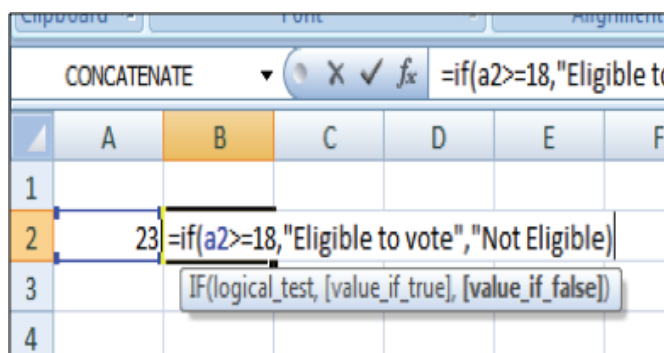 Clipboard Font Alignment
CONCATENATE fx =if(a2>=18,"Eligible to
A B C D E F
1
2 23 =if(a2>=18,"Eligible to vote","Not Eligible)
3 IF(logical_test, [value_if_true], [value_if_false])
4